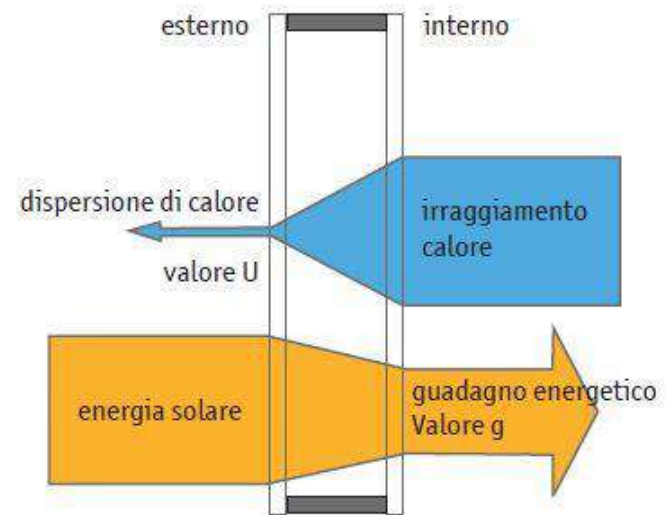 esterno
interno
dispersione di calore
valore U
irraggiamento
calore
energia solare
guadagno energetico
Valore g